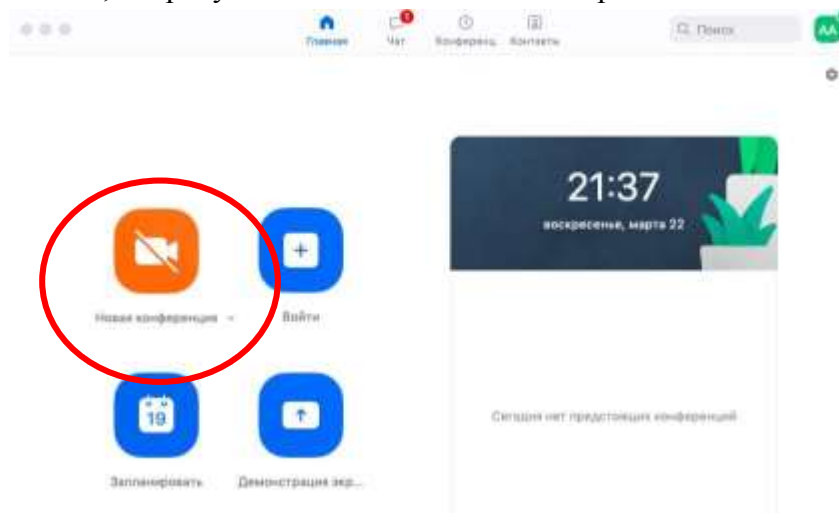 Главная Чат Конференц. Контакты Поиск AA
21:37
воскресенье, марта 22
+
Новая конференция Войти
19
Сегодня нет предстоящих конференций
Запланировать Демонстрация экр...